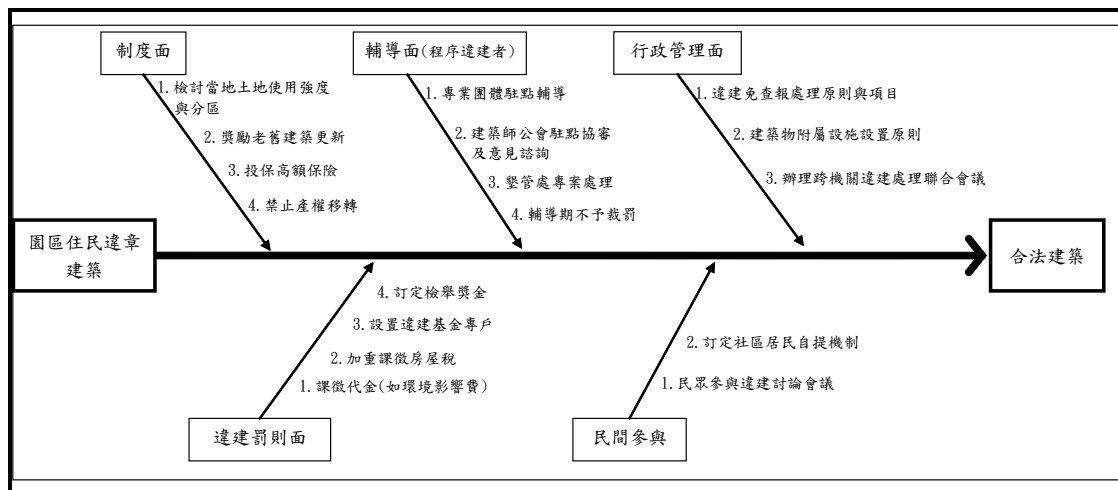 制度面
1.檢討當地土地使用強度
與分區
2.獎勵老舊建築更新
3.投保高額保險
4.禁止產權移轉
輔導面(程序違建者)
1.專業團體駐點輔導
2.建築師公會駐點協審
及意見諮詢
3.墾管處專案處理
4.輔導期不予裁罰
行政管理面
1.違建免查報處理原則與項目
2.建築物附屬設施設置原則
3.辦理跨機關違建處理聯合會議
園區住民違章
建築
合法建築
4.訂定檢舉獎金
3.設置違建基金專戶
2.加重課徵房屋稅
1.課徵代金(如環境影響費)
違建罰則面
2.訂定社區居民自提機制
1.民眾參與違建討論會議
民間參與